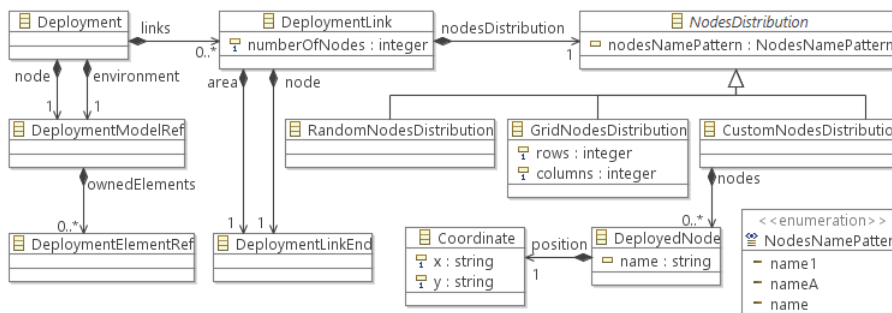 Deployment
links
0..*
DeploymentLink
numberOfNodes : integer
nodesDistribution
1
NodesDistribution
nodesNamePattern : NodesNamePattern
node
environment
1
1
area
node
DeploymentModelRef
RandomNodesDistribution
GridNodesDistribution
rows : integer
columns : integer
CustomNodesDistributio
ownedElements
0..*
nodes
0..*
1
1
DeploymentElementRef
DeploymentLinkEnd
Coordinate
x : string
y : string
position
1
DeployedNode
name : string
<<enumeration>>
NodesNamePatter
name1
nameA
name